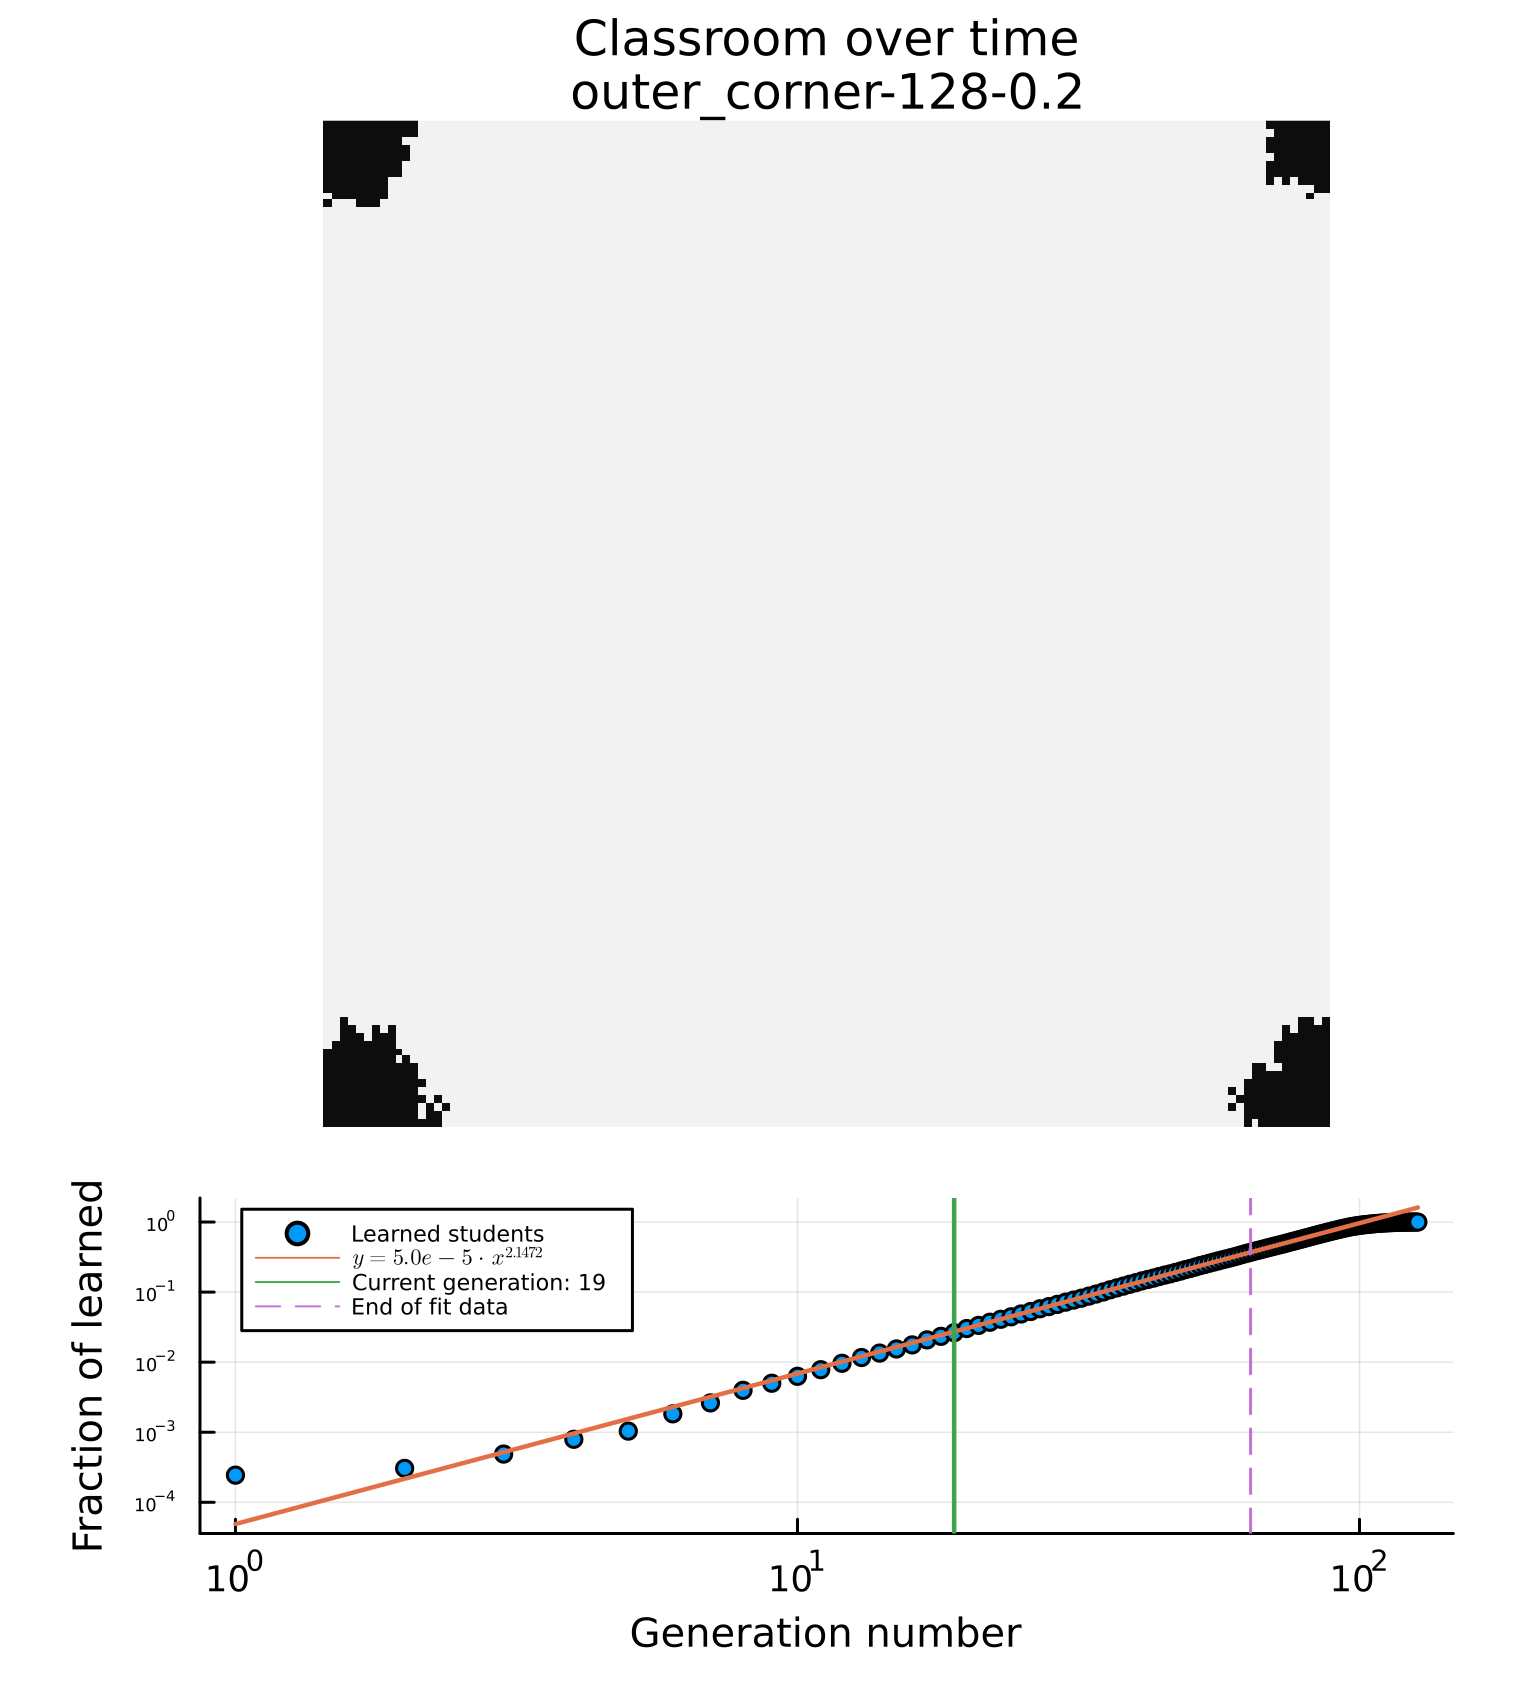 Classroom over time
outer_corner-128-0.2
Fraction of learned
10^0
10^-1
10^-2
10^-3
10^-4
Learned students
y = 5.0e − 5 · x^2.1472
Current generation: 19
End of fit data
10^0 10^1 10^2
Generation number